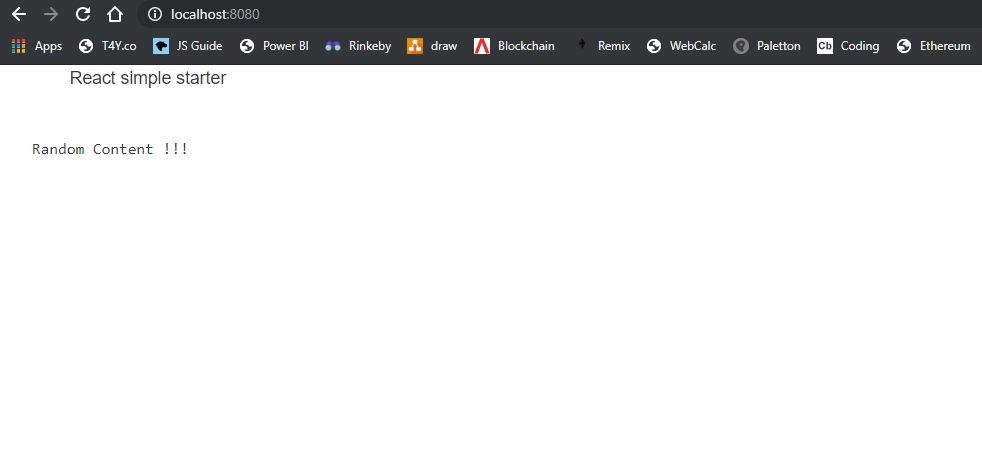 localhost:8080
Apps T4Y.co JS Guide Power BI Rinkeby draw Blockchain Remix WebCalc Paletton Cb Coding Ethereum
React simple starter
Random Content !!!